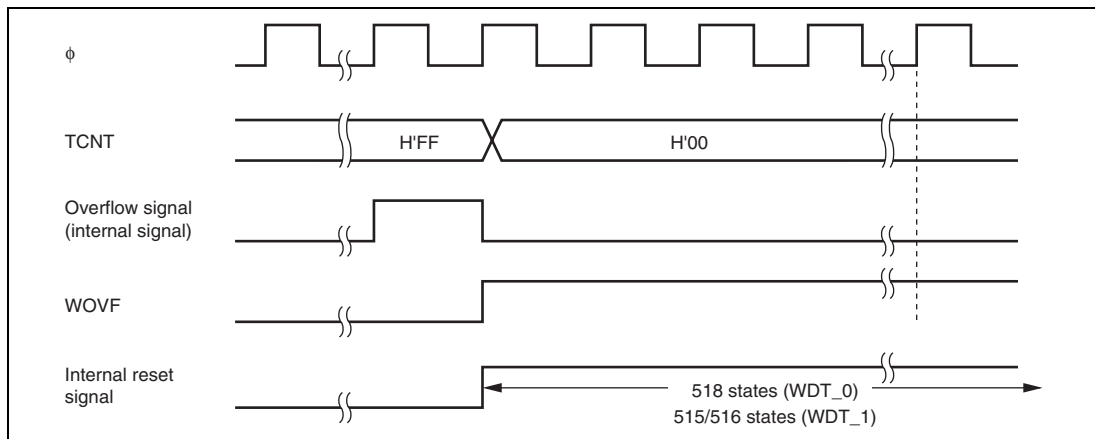 ϕ
TCNT
H'FF
H'00
Overflow signal
(internal signal)
WOVF
Internal reset
signal
518 states (WDT_0)
515/516 states (WDT_1)